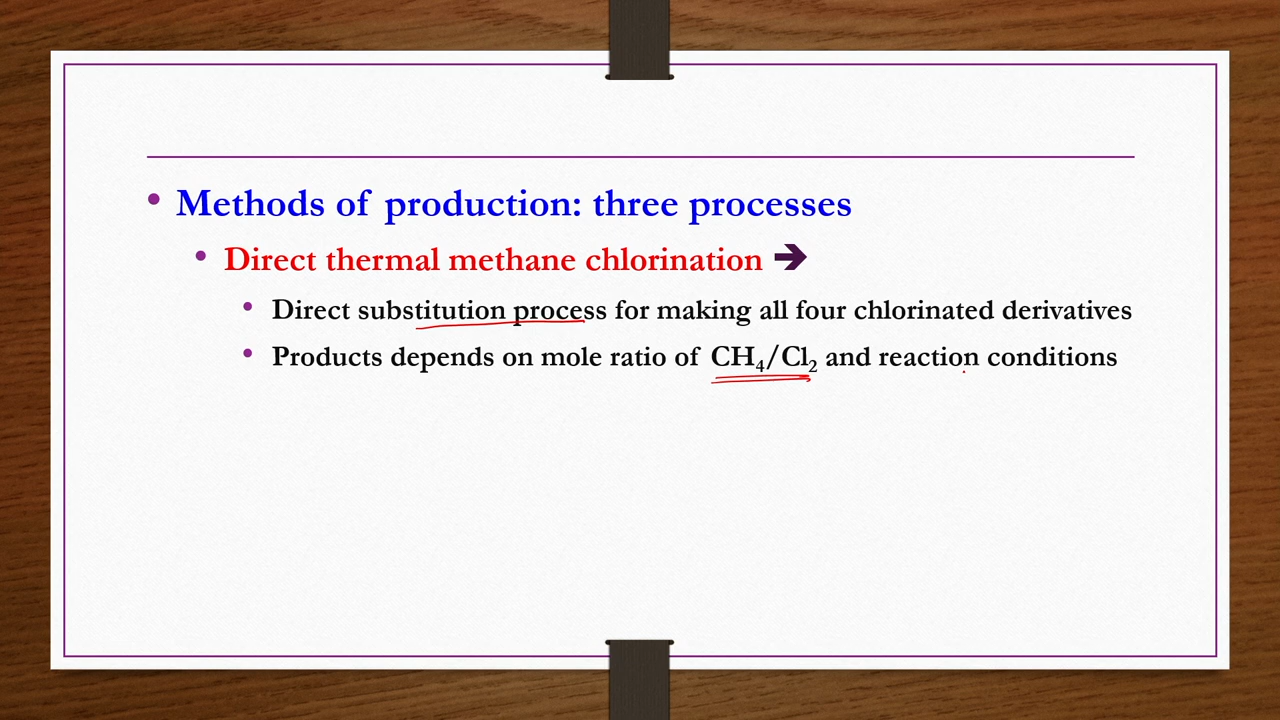 Methods of production: three processes
Direct thermal methane chlorination ➔
Direct substitution process for making all four chlorinated derivatives
Products depends on mole ratio of CH₄/Cl₂ and reaction conditions